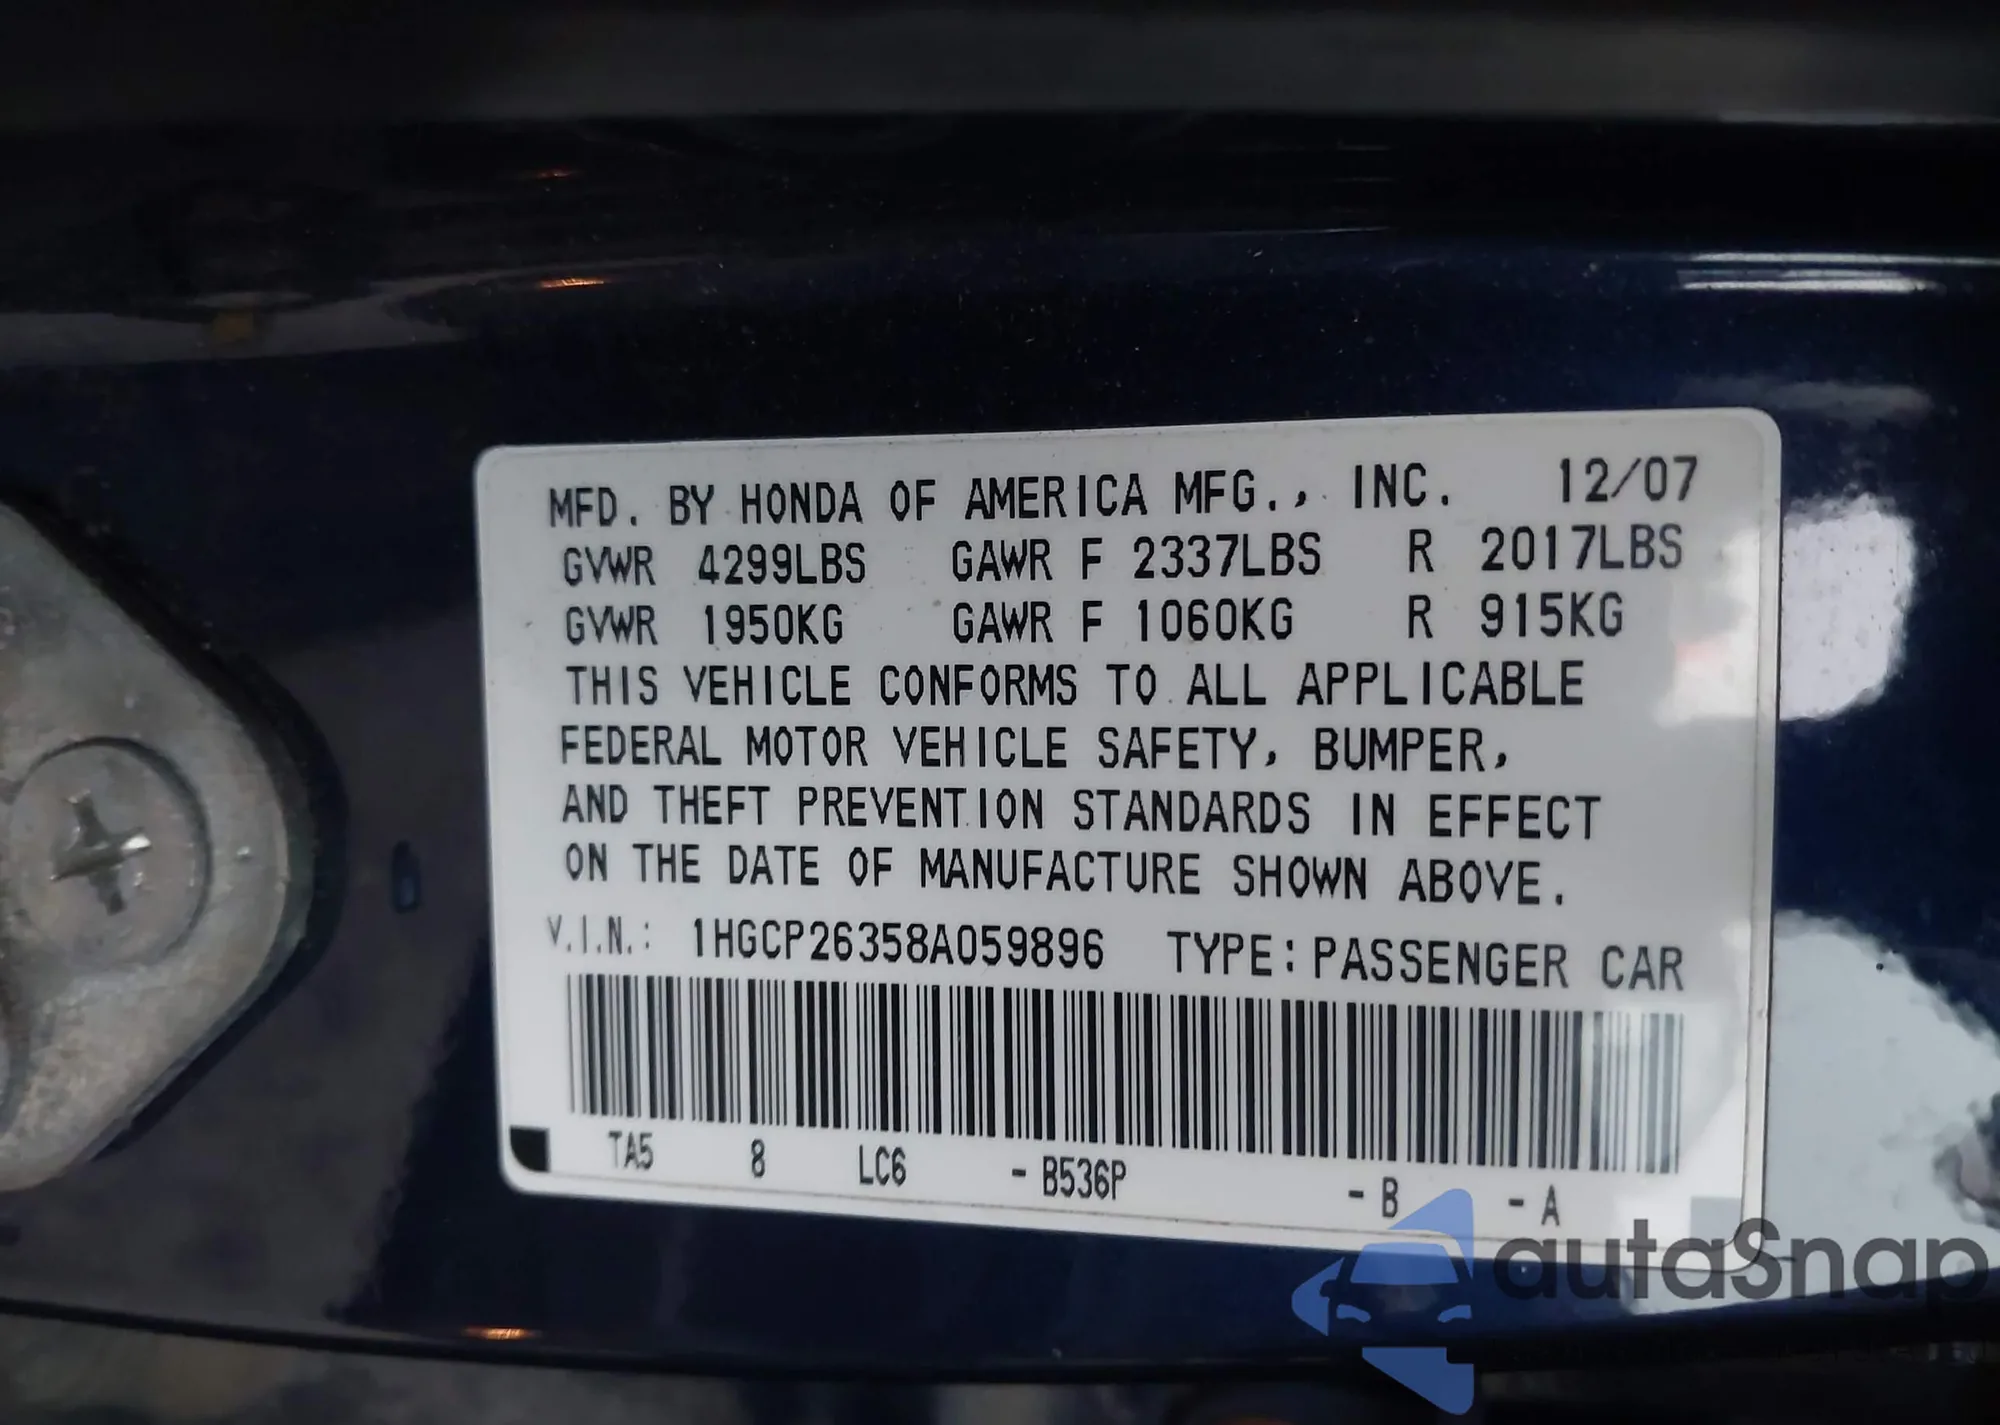 MFD. BY HONDA OF AMERICA MFG., INC. 12/07
GVWR 4299LBS GAWR F 2337LBS R 2017LBS
GVWR 1950KG GAWR F 1060KG R 915KG
THIS VEHICLE CONFORMS TO ALL APPLICABLE
FEDERAL MOTOR VEHICLE SAFETY, BUMPER,
AND THEFT PREVENTION STANDARDS IN EFFECT
ON THE DATE OF MANUFACTURE SHOWN ABOVE.
V.I.N.: 1HGCP26358A059896 TYPE: PASSENGER CAR
TA5 8 LC6 - B536P - B - A
autaSnap